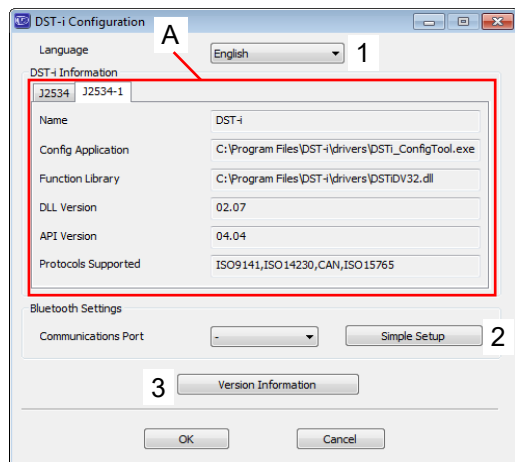 DST-i Configuration
A
Language
English
1
DST-i Information
J2534
J2534-1
Name
DST-i
Config Application
C:\Program Files\DST-i\drivers\DSTi_ConfigTool.exe
Function Library
C:\Program Files\DST-i\drivers\DSTiDV32.dll
DLL Version
02.07
API Version
04.04
Protocols Supported
ISO9141,ISO14230,CAN,ISO15765
Bluetooth Settings
Communications Port
-
Simple Setup
2
3
Version Information
OK
Cancel